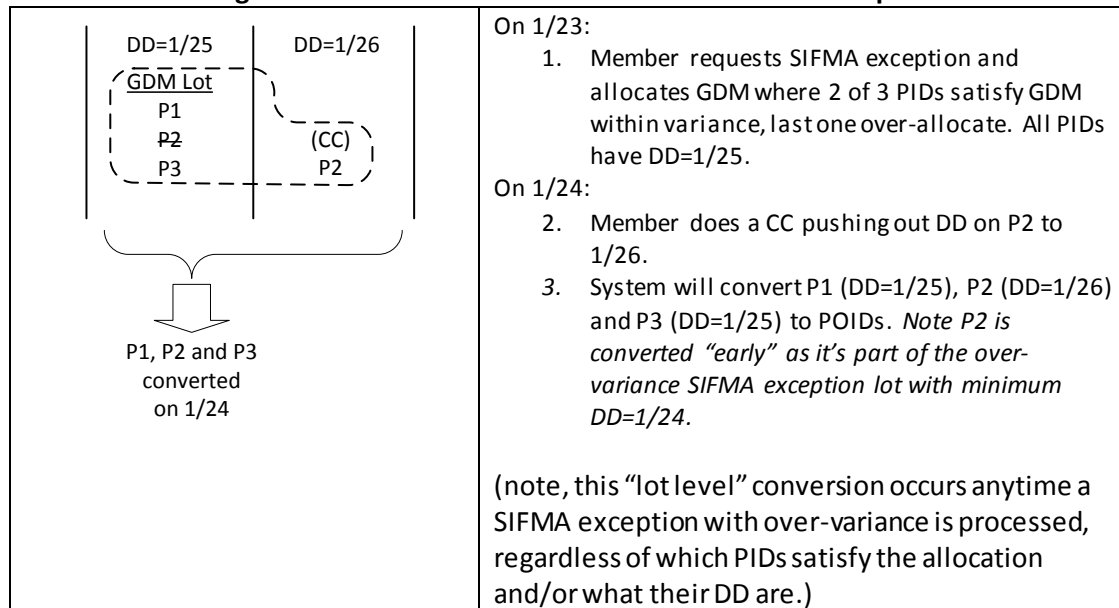 DD=1/25 DD=1/26
GDM Lot
P1
P2 (CC)
P3 P2
P1, P2 and P3
converted
on 1/24
On 1/23:
1. Member requests SIFMA exception and
allocates GDM where 2 of 3 PIDs satisfy GDM
within variance, last one over-allocate. All PIDs
have DD=1/25.
On 1/24:
2. Member does a CC pushing out DD on P2 to
1/26.
3. System will convert P1 (DD=1/25), P2 (DD=1/26)
and P3 (DD=1/25) to POIDs. Note P2 is
converted “early” as it’s part of the over-
variance SIFMA exception lot with minimum
DD=1/24.
(note, this “lot level” conversion occurs anytime a
SIFMA exception with over-variance is processed,
regardless of which PIDs satisfy the allocation
and/or what their DD are.)